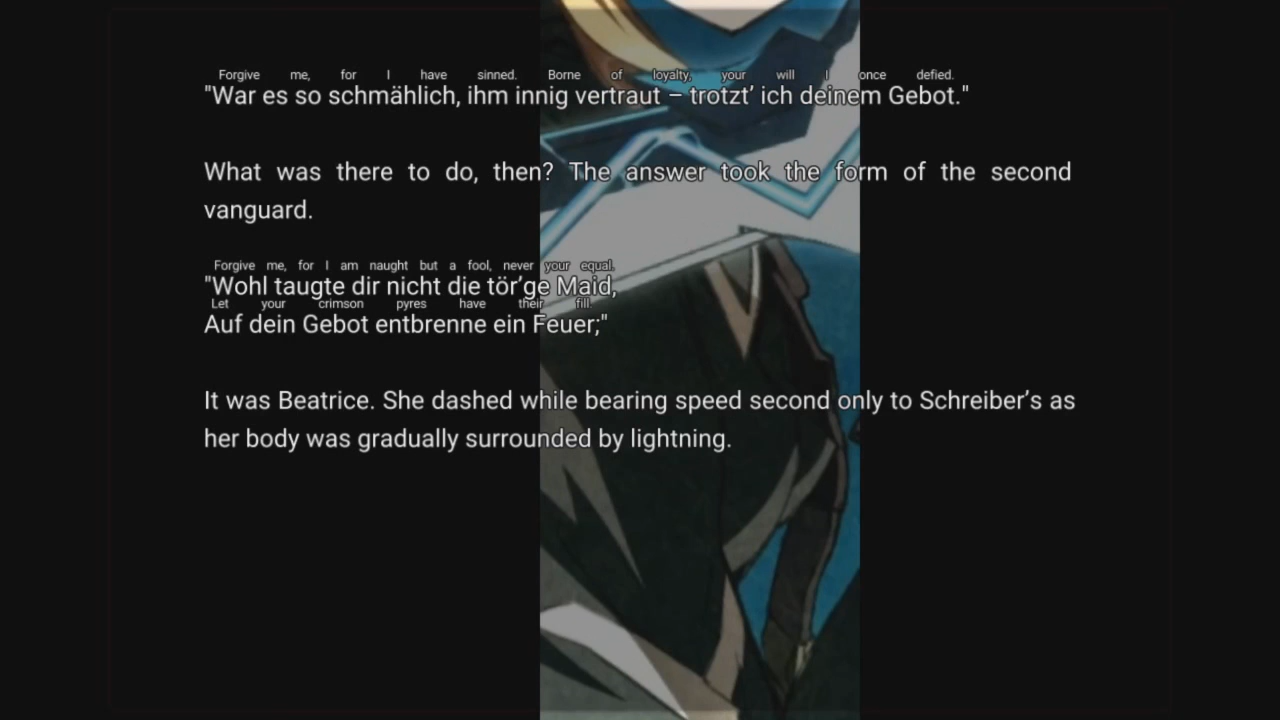 Forgive me, for I have sinned. Borne of loyalty, your will I once defied.
"War es so schmählich, ihm innig vertraut – trotzt’ ich deinem Gebot."
What was there to do, then? The answer took the form of the second
vanguard.
Forgive me, for I am naught but a fool, never your equal.
"Wohl taugte dir nicht die tör’ge Maid,
Let your crimson pyres have their fill.
Auf dein Gebot entbrenne ein Feuer;"
It was Beatrice. She dashed while bearing speed second only to Schreiber’s as
her body was gradually surrounded by lightning.